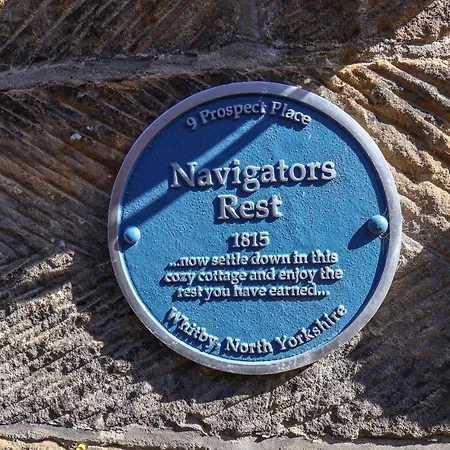 9 Prospect Place
Navigators
Rest
1815
...now settle down in this
cozy cottage and enjoy the
rest you have earned...
Whitby, North Yorkshire